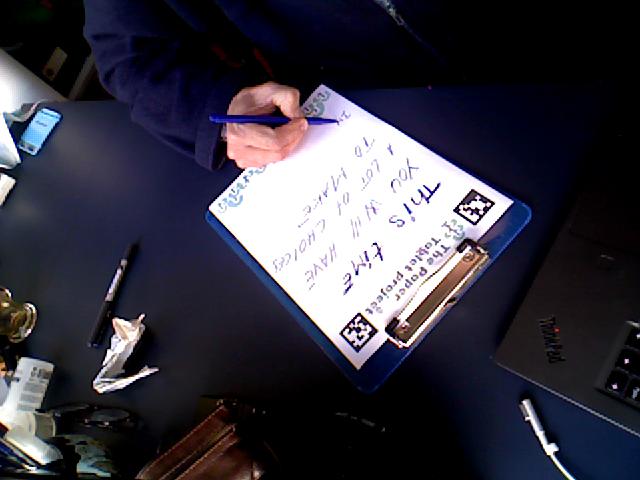 The Paper
Tablet project
THIS tIME
YOU WILL HAVE
A LOT OF CHOICES
TO MAKE
ThinkPad